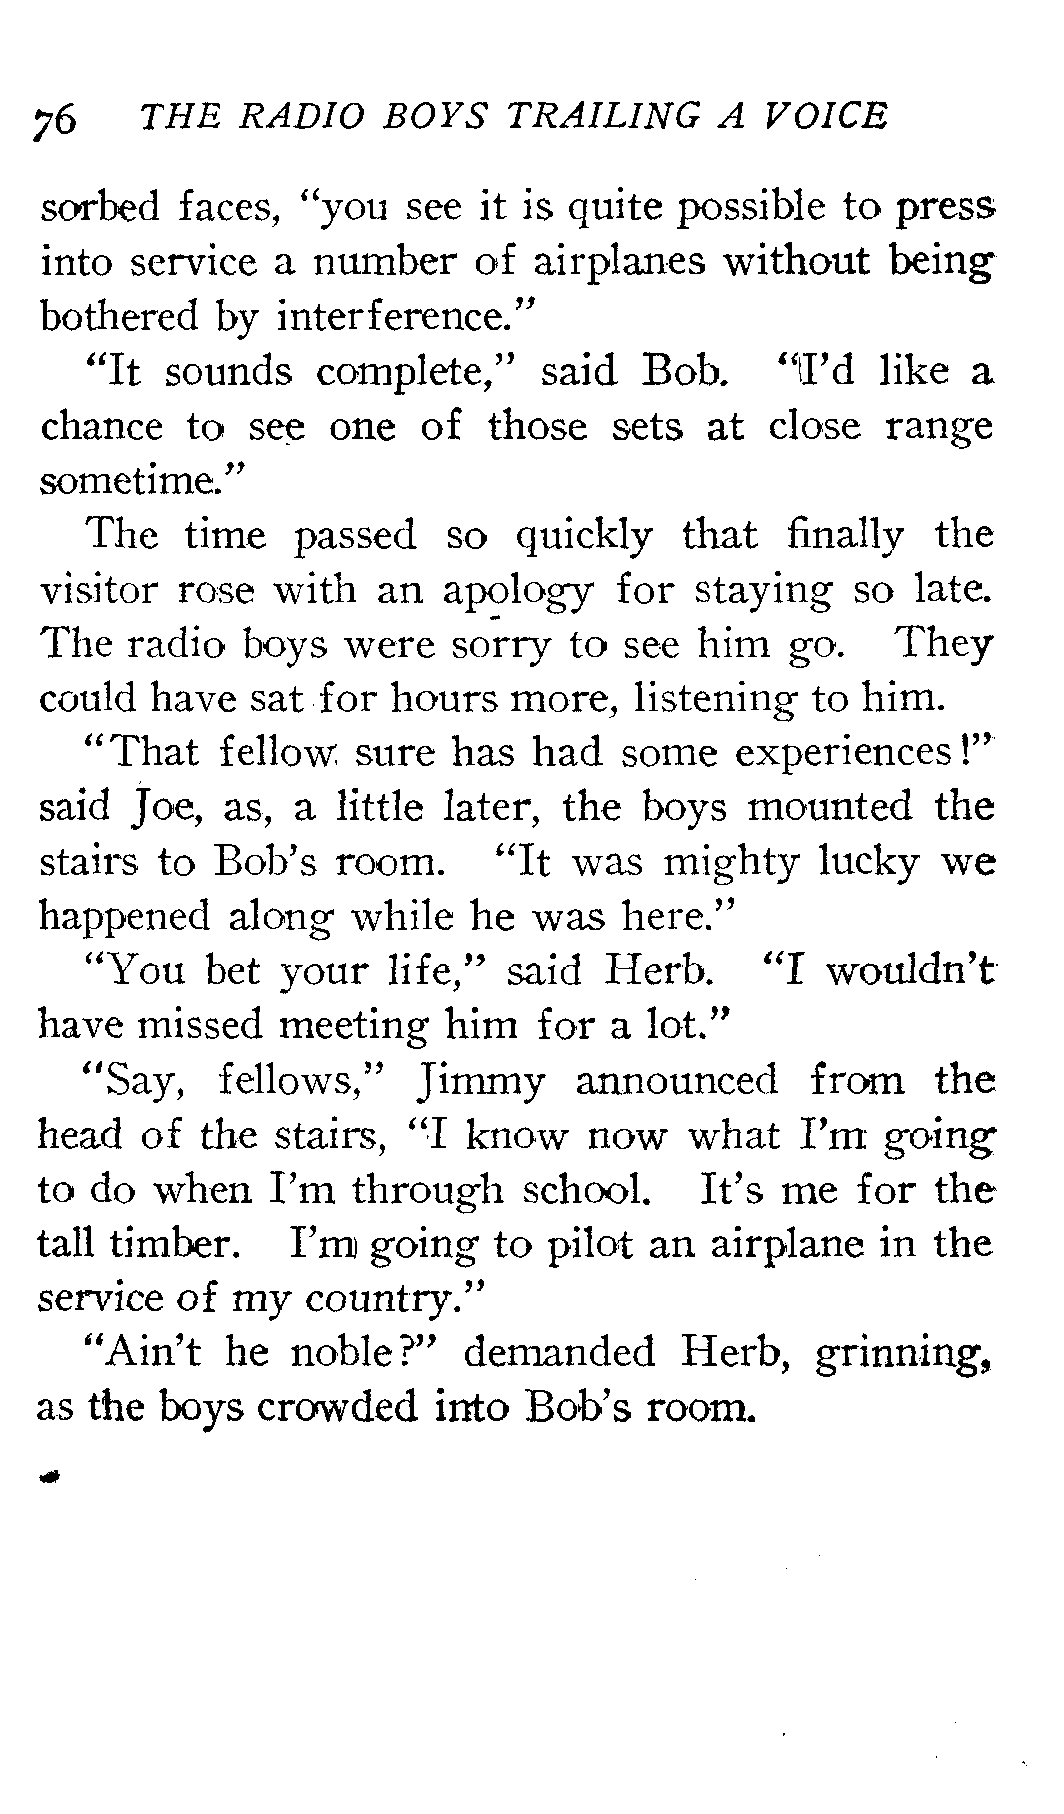 76 THE RADIO BOYS TRAILING A VOICE
sorbed faces, "you see it is quite possible to press
into service a number of airplanes without being
bothered by interference."
"It sounds complete," said Bob. "I'd like a
chance to see one of those sets at close range
sometime."
The time passed so quickly that finally the
visitor rose with an apology for staying so late.
The radio boys were sorry to see him go. They
could have sat for hours more, listening to him.
"That fellow sure has had some experiences!"
said Joe, as, a little later, the boys mounted the
stairs to Bob's room. "It was mighty lucky we
happened along while he was here."
"You bet your life," said Herb. "I wouldn't
have missed meeting him for a lot."
"Say, fellows," Jimmy announced from the
head of the stairs, "I know now what I'm going
to do when I'm through school. It's me for the
tall timber. I'm going to pilot an airplane in the
service of my country."
"Ain't he noble?" demanded Herb, grinning,
as the boys crowded into Bob's room.